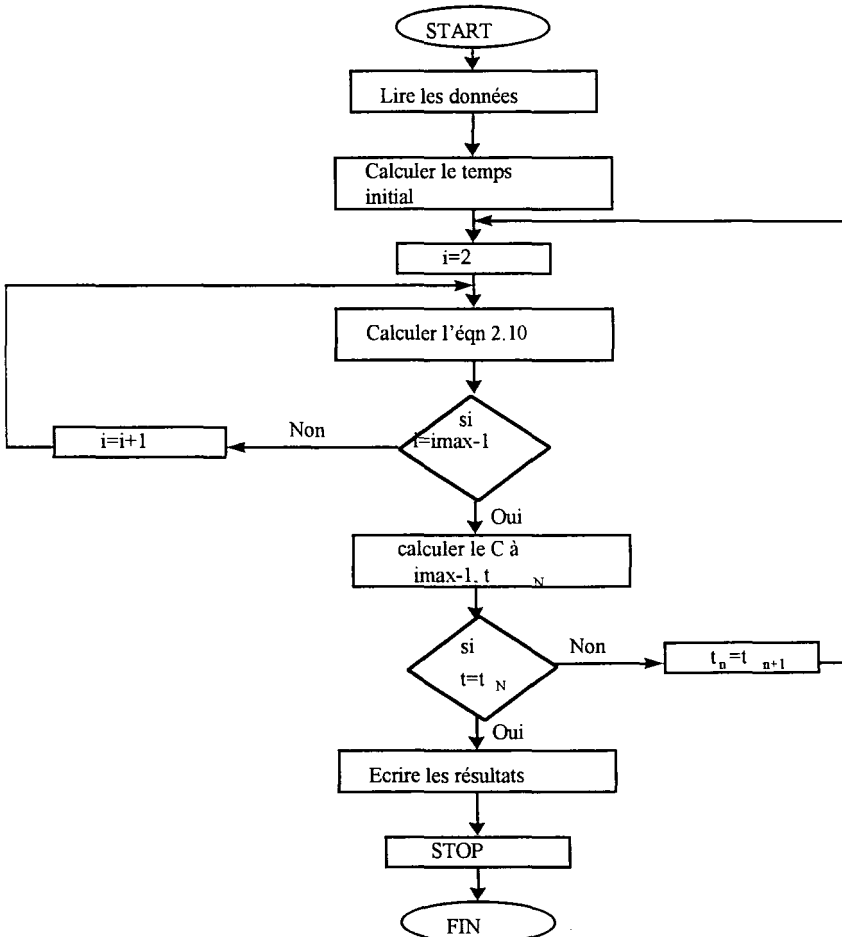 START
Lire les données
Calculer le temps
initial
i=2
Calculer l'éqn 2.10
si
i=imax-1
Non
i=i+1
Oui
calculer le C à
imax-1, t N
si
t=t N
Non
tn=t n+1
Oui
Ecrire les résultats
STOP
FIN